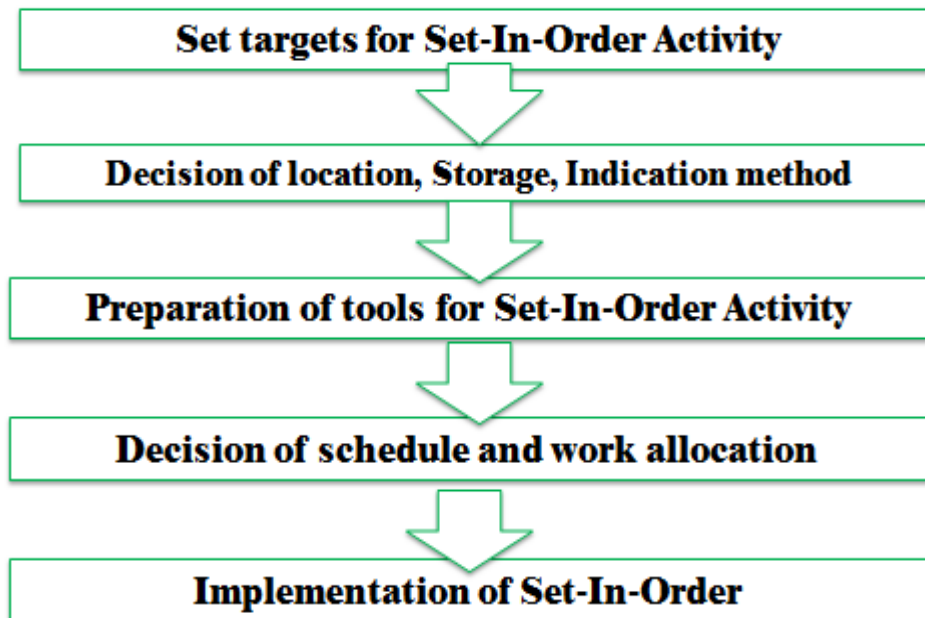 Set targets for Set-In-Order Activity
Decision of location, Storage, Indication method
Preparation of tools for Set-In-Order Activity
Decision of schedule and work allocation
Implementation of Set-In-Order